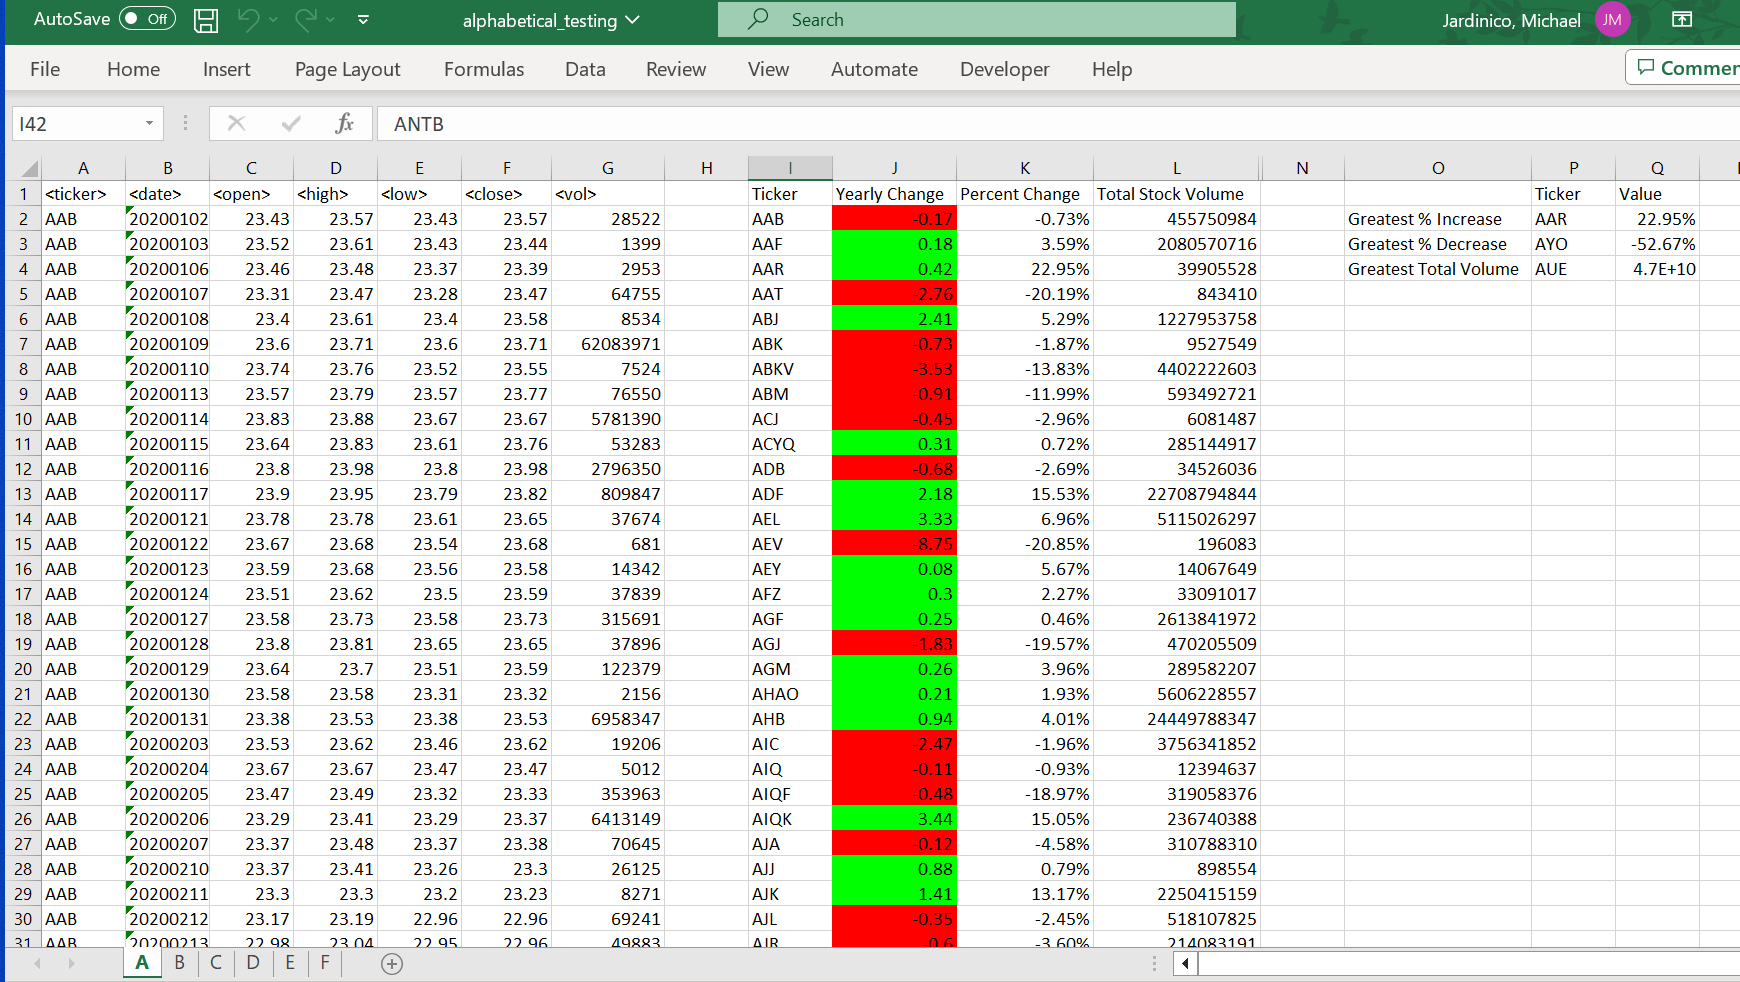 AutoSave Off alphabetical_testing Search Jardinico, Michael JM
File Home Insert Page Layout Formulas Data Review View Automate Developer Help Commen
I42 fx ANTB
A B C D E F G H I J K L N O P Q
1 <ticker> <date> <open> <high> <low> <close> <vol> Ticker Yearly Change Percent Change Total Stock Volume Ticker Value
2 AAB 20200102 23.43 23.57 23.43 23.57 28522 AAB -0.17 -0.73% 455750984 Greatest % Increase AAR 22.95%
3 AAB 20200103 23.52 23.61 23.43 23.44 1399 AAF 0.18 3.59% 2080570716 Greatest % Decrease AYO -52.67%
4 AAB 20200106 23.46 23.48 23.37 23.39 2953 AAR 0.42 22.95% 39905528 Greatest Total Volume AUE 4.7E+10
5 AAB 20200107 23.31 23.47 23.28 23.47 64755 AAT -2.76 -20.19% 843410
6 AAB 20200108 23.4 23.61 23.4 23.58 8534 ABJ 2.41 5.29% 1227953758
7 AAB 20200109 23.6 23.71 23.6 23.71 62083971 ABK -0.73 -1.87% 9527549
8 AAB 20200110 23.74 23.76 23.52 23.55 7524 ABKV -3.53 -13.83% 4402222603
9 AAB 20200113 23.57 23.79 23.57 23.77 76550 ABM -0.91 -11.99% 593492721
10 AAB 20200114 23.83 23.88 23.67 23.67 5781390 ACJ -0.45 -2.96% 6081487
11 AAB 20200115 23.64 23.83 23.61 23.76 53283 ACYQ 0.31 0.72% 285144917
12 AAB 20200116 23.8 23.98 23.8 23.98 2796350 ADB -0.68 -2.69% 34526036
13 AAB 20200117 23.9 23.95 23.79 23.82 809847 ADF 2.18 15.53% 22708794844
14 AAB 20200121 23.78 23.78 23.61 23.65 37674 AEL 3.33 6.96% 5115026297
15 AAB 20200122 23.67 23.68 23.54 23.68 681 AEV -8.75 -20.85% 196083
16 AAB 20200123 23.59 23.68 23.56 23.58 14342 AEY 0.08 5.67% 14067649
17 AAB 20200124 23.51 23.62 23.5 23.59 37839 AFZ 0.3 2.27% 33091017
18 AAB 20200127 23.58 23.73 23.58 23.73 315691 AGF 0.25 0.46% 2613841972
19 AAB 20200128 23.8 23.81 23.65 23.65 37896 AGJ -1.83 -19.57% 470205509
20 AAB 20200129 23.64 23.7 23.51 23.59 122379 AGM 0.26 3.96% 289582207
21 AAB 20200130 23.58 23.58 23.31 23.32 2156 AHAO 0.21 1.93% 5606228557
22 AAB 20200131 23.38 23.53 23.38 23.53 6958347 AHB 0.94 4.01% 24449788347
23 AAB 20200203 23.53 23.62 23.46 23.62 19206 AIC -2.47 -1.96% 3756341852
24 AAB 20200204 23.67 23.67 23.47 23.47 5012 AIQ -0.11 -0.93% 12394637
25 AAB 20200205 23.47 23.49 23.32 23.33 353963 AIQF -0.48 -18.97% 319058376
26 AAB 20200206 23.29 23.41 23.29 23.37 6413149 AIQK 3.44 15.05% 236740388
27 AAB 20200207 23.37 23.48 23.37 23.38 70645 AJA -0.12 -4.58% 310788310
28 AAB 20200210 23.37 23.41 23.26 23.3 26125 AJJ 0.88 0.79% 898554
29 AAB 20200211 23.3 23.3 23.2 23.23 8271 AJK 1.41 13.17% 2250415159
30 AAB 20200212 23.17 23.19 22.96 22.96 69241 AJL -0.35 -2.45% 518107825
31 AAB 20200213 22.98 23.04 22.95 22.96 49883 AJR -0.6 -3.60% 214083191
A B C D E F